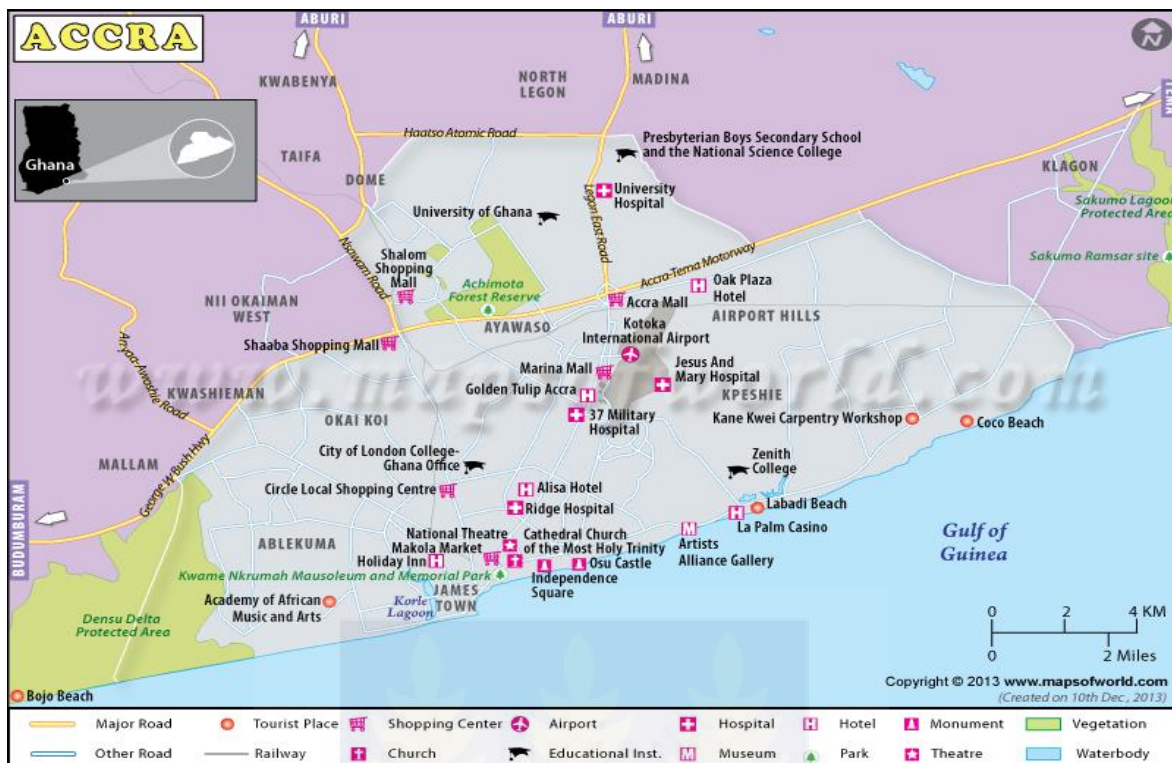 ACCRA
ABURI
ABURI
N
TEMA
Ghana
KWABENYA
NORTH
LEGON
MADINA
Haatso Atomic Road
Presbyterian Boys Secondary School
and the National Science College
TAIFA
DOME
KLAGON
University
Hospital
Legon East Road
Sakumo Lagoon
Protected Area
University of Ghana
Nsawam Road
Shalom
Shopping
Mall
Sakumo Ramsar site
Accra-Tema Motorway
Achimota
Forest Reserve
Oak Plaza
Hotel
NII OKAIMAN
WEST
Accra Mall
AIRPORT HILLS
AYAWASO
Kotoka
International Airport
Shaaba Shopping Mall
Anyaa-Awashie Road
Marina Mall
Jesus And
Mary Hospital
www.mapsofworld.com
KWASHIEMAN
Golden Tulip Accra
KPESHIE
OKAI KOI
37 Military
Hospital
Kane Kwei Carpentry Workshop
Coco Beach
George W Bush Hwy
City of London College-
Ghana Office
MALLAM
Zenith
College
Circle Local Shopping Centre
Alisa Hotel
Ridge Hospital
Labadi Beach
La Palm Casino
BUDUMBURAM
National Theatre
Cathedral Church
of the Most Holy Trinity
Makola Market
ABLEKUMA
Holiday Inn
Artists
Alliance Gallery
Gulf of
Guinea
Osu Castle
Kwame Nkrumah Mausoleum and Memorial Park
Independence
Square
JAMES
TOWN
Academy of African
Music and Arts
Korle
Lagoon
Densu Delta
Protected Area
0 2 4 KM
0 2 Miles
Copyright © 2013 www.mapsofworld.com
(Created on 10th Dec, 2013)
Bojo Beach
Major Road Tourist Place Shopping Center Airport Hospital Hotel Monument Vegetation
Other Road Railway Church Educational Inst. Museum Park Theatre Waterbody